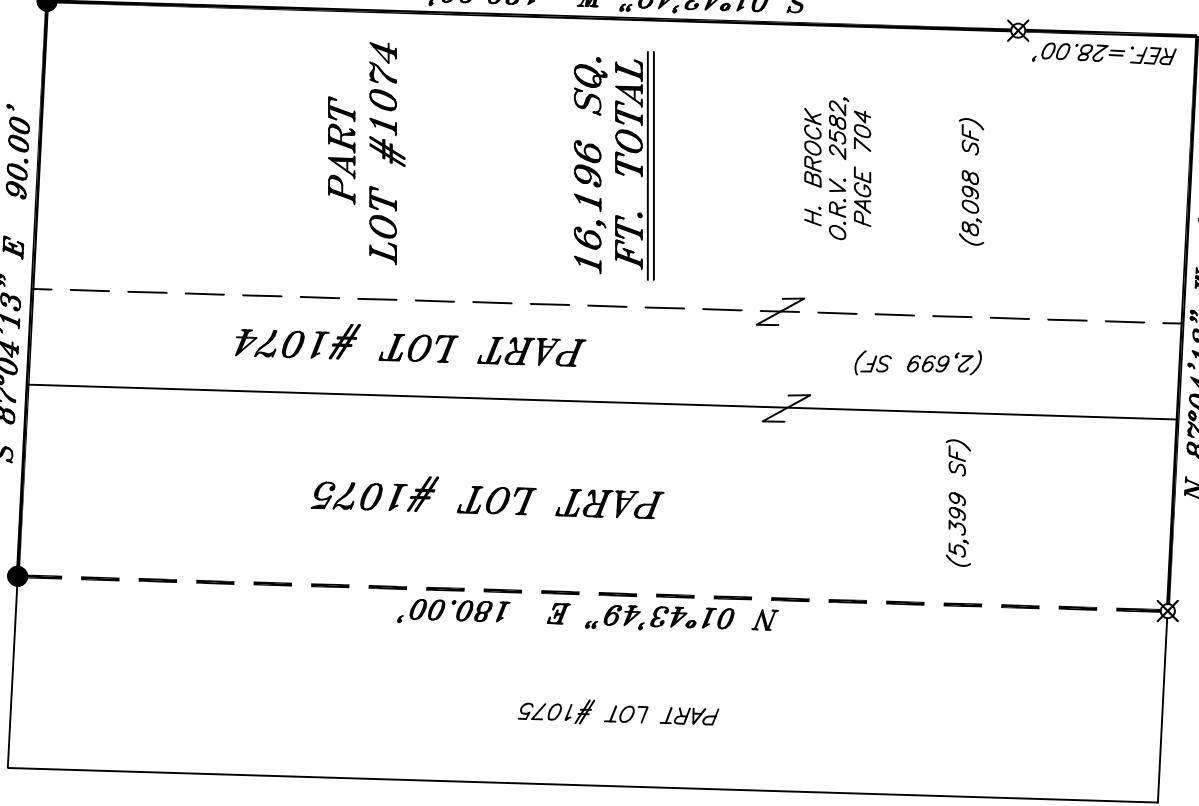 S 01°43'49" W 180.00'
REF.=28.00'
PART
LOT #1074
16,196 SQ.
FT. TOTAL
H. BROCK
O.R.V. 2582,
PAGE 704
(8,098 SF)
S 87°04'13" E 90.00'
PART LOT #1074
(2,699 SF)
N 87°04'13" W
PART LOT #1075
(5,399 SF)
N 01°43'49" E 180.00'
PART LOT #1075